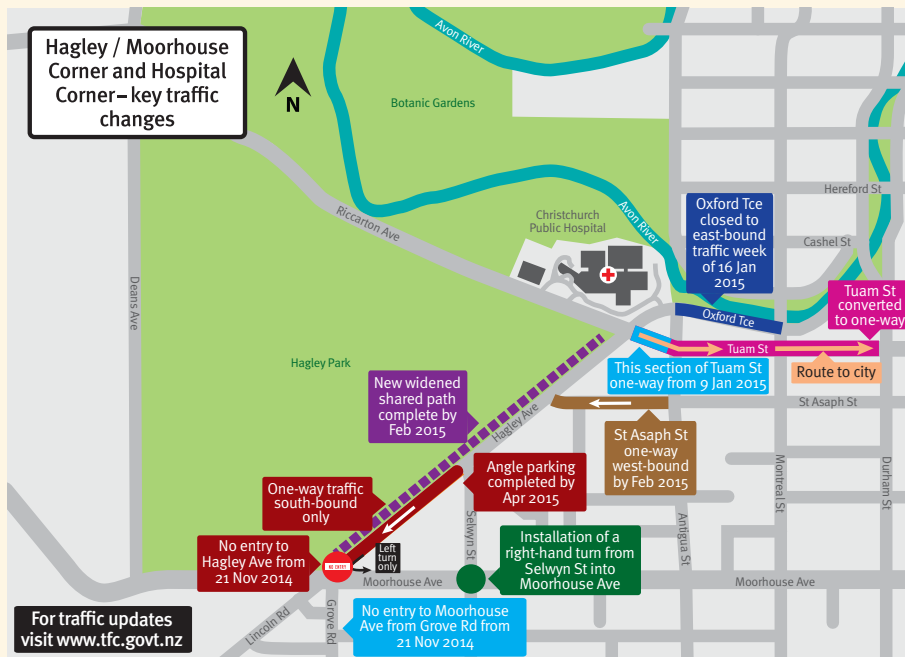 Hagley / Moorhouse
Corner and Hospital
Corner – key traffic
changes
N
Avon River
Botanic Gardens
Riccarton Ave
Christchurch
Public Hospital
Avon River
Hereford St
Cashel St
Oxford Tce
closed to
east-bound
traffic week
of 16 Jan
2015
Tuam St
converted
to one-way
Oxford Tce
Tuam St
Deans Ave
Hagley Park
This section of Tuam St
one-way from 9 Jan 2015
Route to city
New widened
shared path
complete by
Feb 2015
Hagley Ave
St Asaph St
St Asaph St
one-way
west-bound
by Feb 2015
Angle parking
completed by
Apr 2015
One-way traffic
south-bound
only
Selwyn St
Antigua St
Montreal St
Durham St
No entry to
Hagley Ave from
21 Nov 2014
NO ENTRY
Left
turn
only
Installation of a
right-hand turn from
Selwyn St into
Moorhouse Ave
Moorhouse Ave
Moorhouse Ave
Lincoln Rd
Grove Rd
No entry to Moorhouse
Ave from Grove Rd from
21 Nov 2014
For traffic updates
visit www.tfc.govt.nz